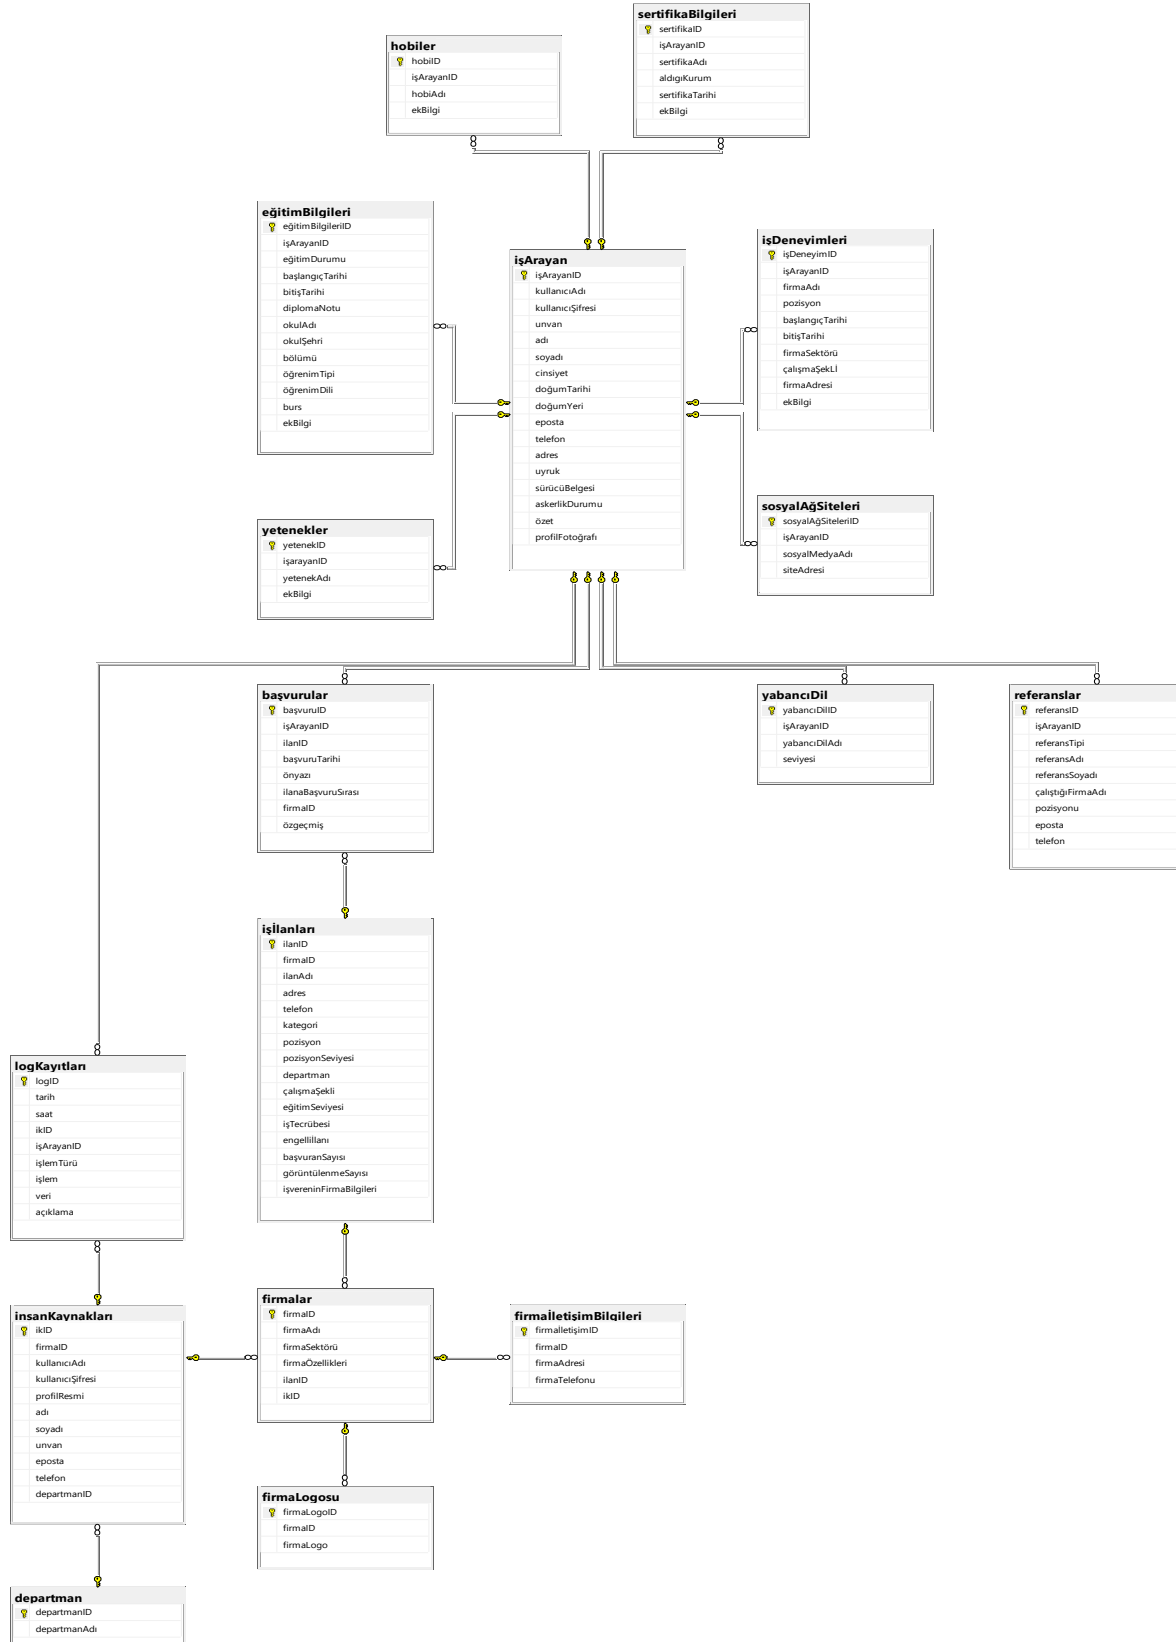 sertifikaBilgileri
sertifikaID
işArayanID
sertifikaAdı
aldıgıKurum
sertifikaTarihi
ekBilgi
hobiler
hobiID
işArayanID
hobiAdı
ekBilgi
eğitimBilgileri
eğitimBilgileriID
işArayanID
eğitimDurumu
başlangıçTarihi
bitişTarihi
diplomaNotu
okulAdı
okulŞehri
bölümü
öğrenimTipi
öğrenimDili
burs
ekBilgi
işArayan
işArayanID
kullanıcıAdı
kullanıcıŞifresi
unvan
adı
soyadı
cinsiyet
doğumTarihi
doğumYeri
eposta
telefon
adres
uyruk
sürücüBelgesi
askerlikDurumu
özet
profilFotoğrafı
işDeneyimleri
işDeneyimID
işArayanID
firmaAdı
pozisyon
başlangıçTarihi
bitişTarihi
firmaSektörü
çalışmaŞekLİ
firmaAdresi
ekBilgi
yetenekler
yetenekID
işarayanID
yetenekAdı
ekBilgi
sosyalAğSiteleri
sosyalAğSiteleriID
işArayanID
sosyalMedyaAdı
siteAdresi
başvurular
başvuruID
işArayanID
ilanID
başvuruTarihi
önyazı
ilanaBaşvuruSırası
firmaID
özgeçmiş
yabancıDil
yabancıDilID
işArayanID
yabancıDilAdı
seviyesi
referanslar
referansID
işArayanID
referansTipi
referansAdı
referansSoyadı
çalıştığıFirmaAdı
pozisyonu
eposta
telefon
işİlanları
ilanID
firmaID
ilanAdı
adres
telefon
kategori
pozisyon
pozisyonSeviyesi
departman
çalışmaŞekli
eğitimSeviyesi
işTecrübesi
engelliIlanı
başvuranSayısı
görüntülenmeSayısı
işvereninFirmaBilgileri
logKayıtları
logID
tarih
saat
ikID
işArayanID
işlemTürü
işlem
veri
açıklama
insanKaynakları
ikID
firmaID
kullanıcıAdı
kullanıcıŞifresi
profilResmi
adı
soyadı
unvan
eposta
telefon
departmanID
firmalar
firmaID
firmaAdı
firmaSektörü
firmaÖzellikleri
ilanID
ikID
firmaİletişimBilgileri
firmaIletişimID
firmaID
firmaAdresi
firmaTelefonu
firmaLogosu
firmaLogoID
firmaID
firmaLogo
departman
departmanID
departmanAdı